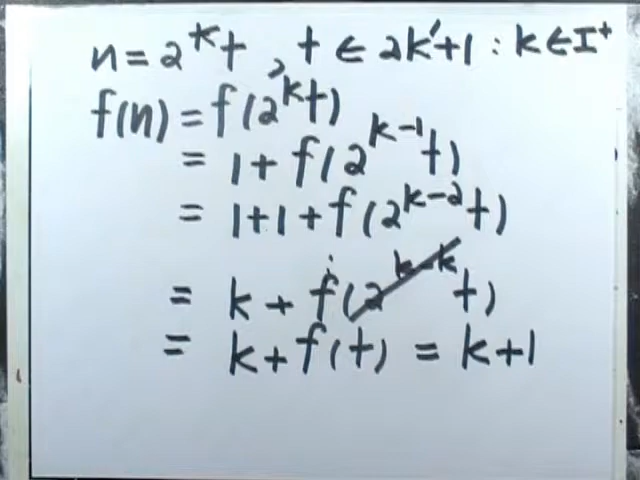 n = 2^k t , t ∈ 2k'+1 : k ∈ I⁺
f(n) = f(2^k t)
= 1 + f(2^{k-1} t)
= 1+1+f(2^{k-2} t)
= k + f(2^{k-k} t)
= k+f(t) = k+1